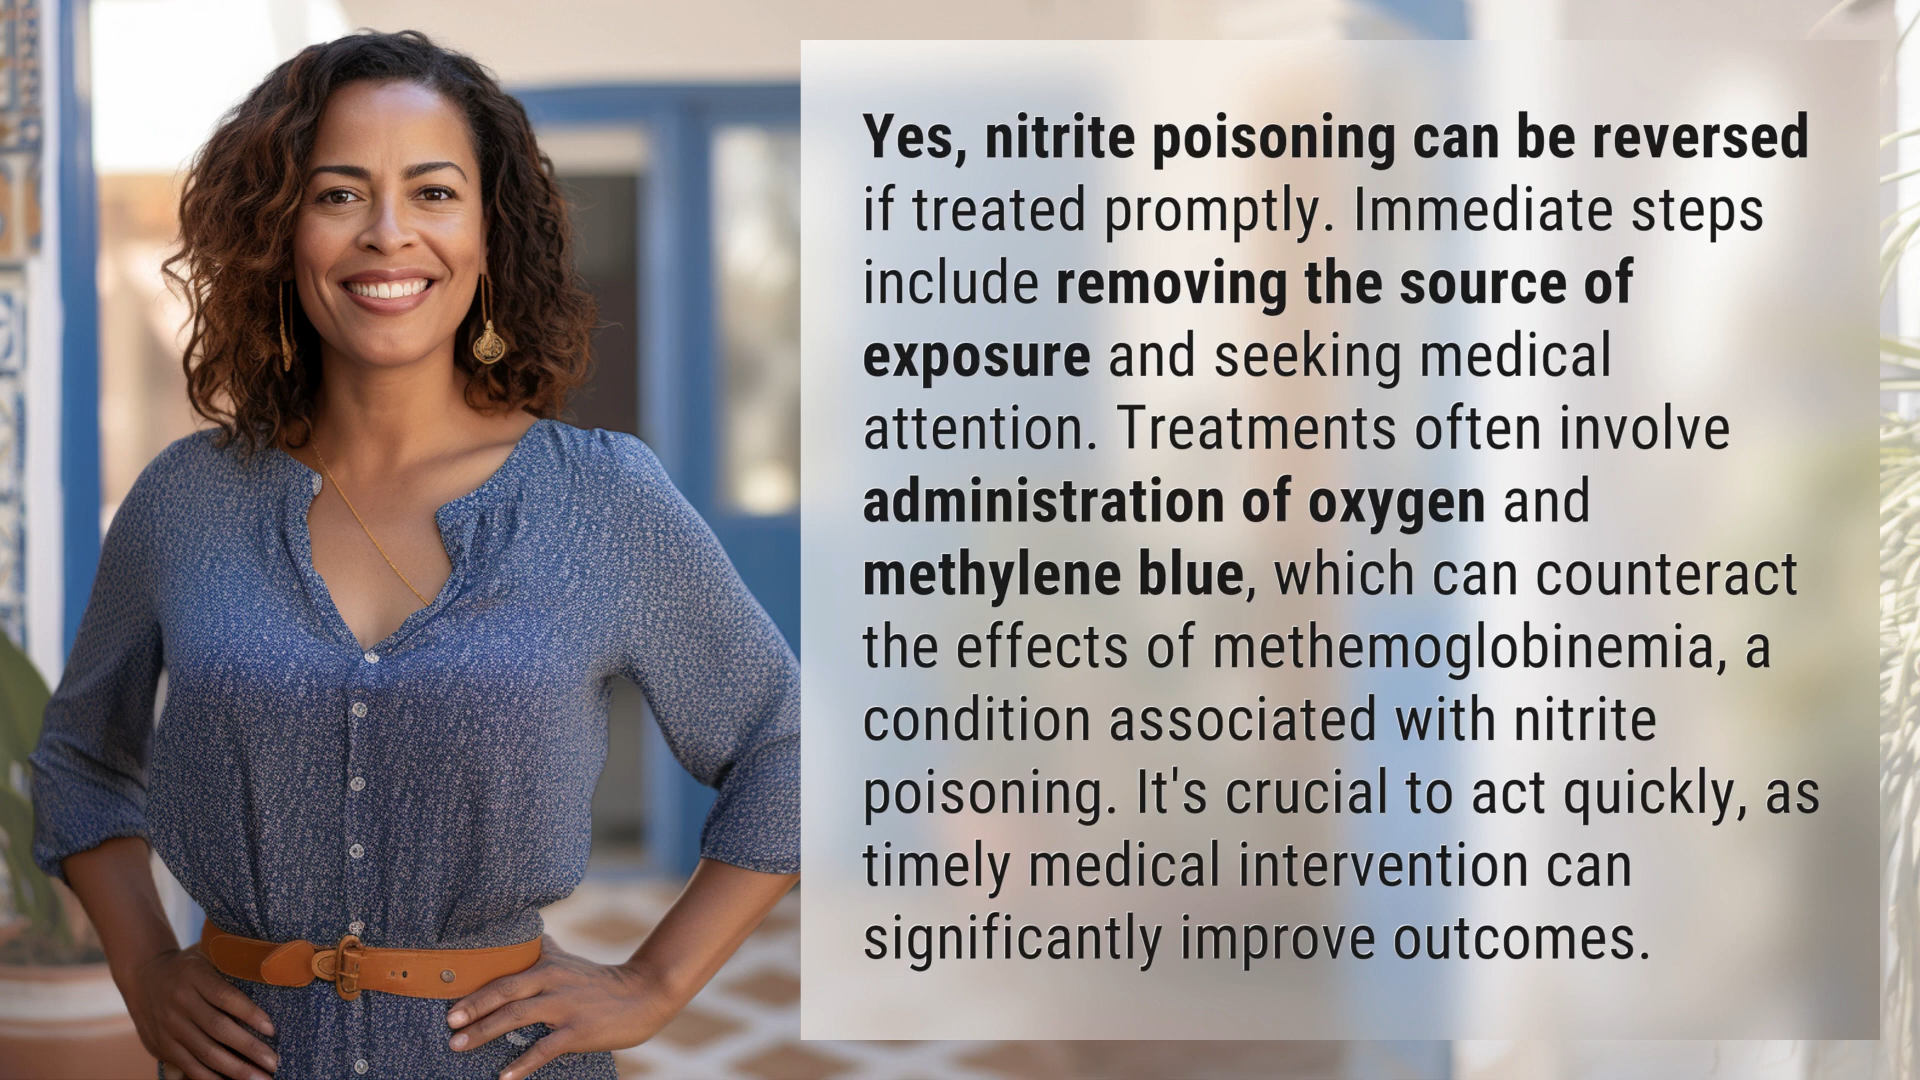 Yes, nitrite poisoning can be reversed
if treated promptly. Immediate steps
include removing the source of
exposure and seeking medical
attention. Treatments often involve
administration of oxygen and
methylene blue, which can counteract
the effects of methemoglobinemia, a
condition associated with nitrite
poisoning. It's crucial to act quickly, as
timely medical intervention can
significantly improve outcomes.